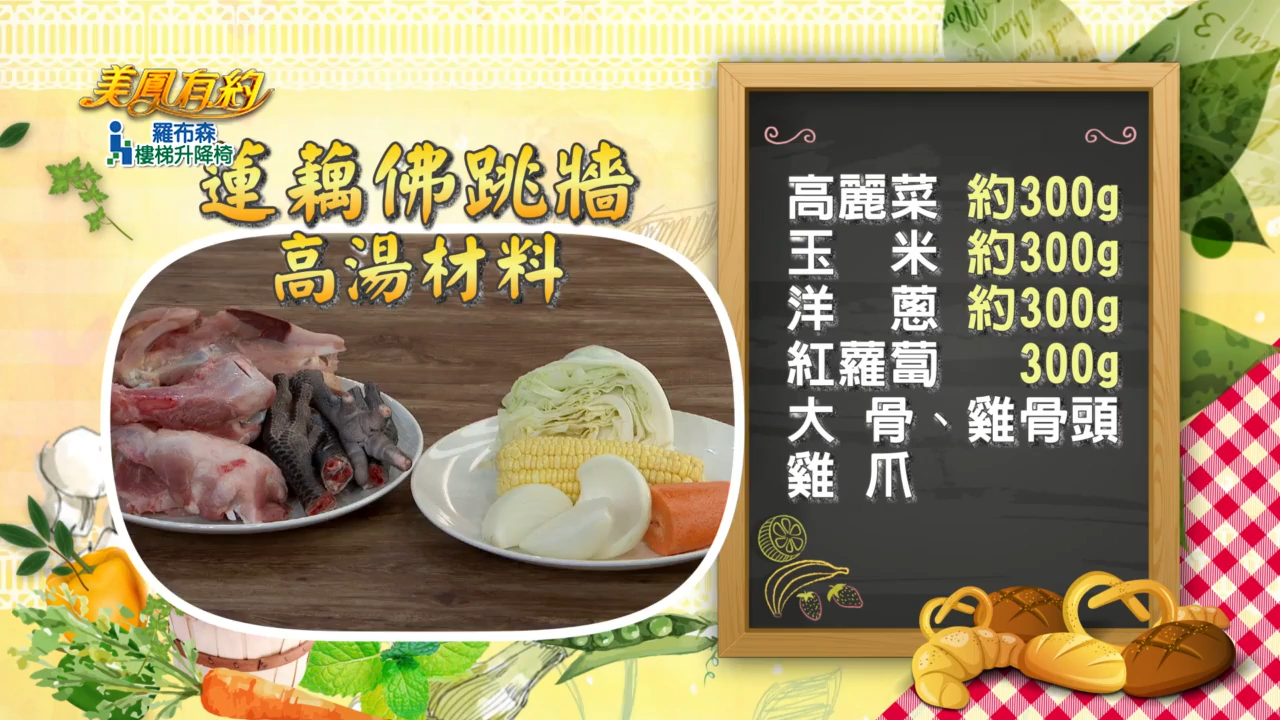 美鳳有約
羅布森
樓梯升降椅
蓮藕佛跳牆
高湯材料
高麗菜 約300g
玉 米 約300g
洋 蔥 約300g
紅蘿蔔 300g
大 骨、雞骨頭
雞 爪